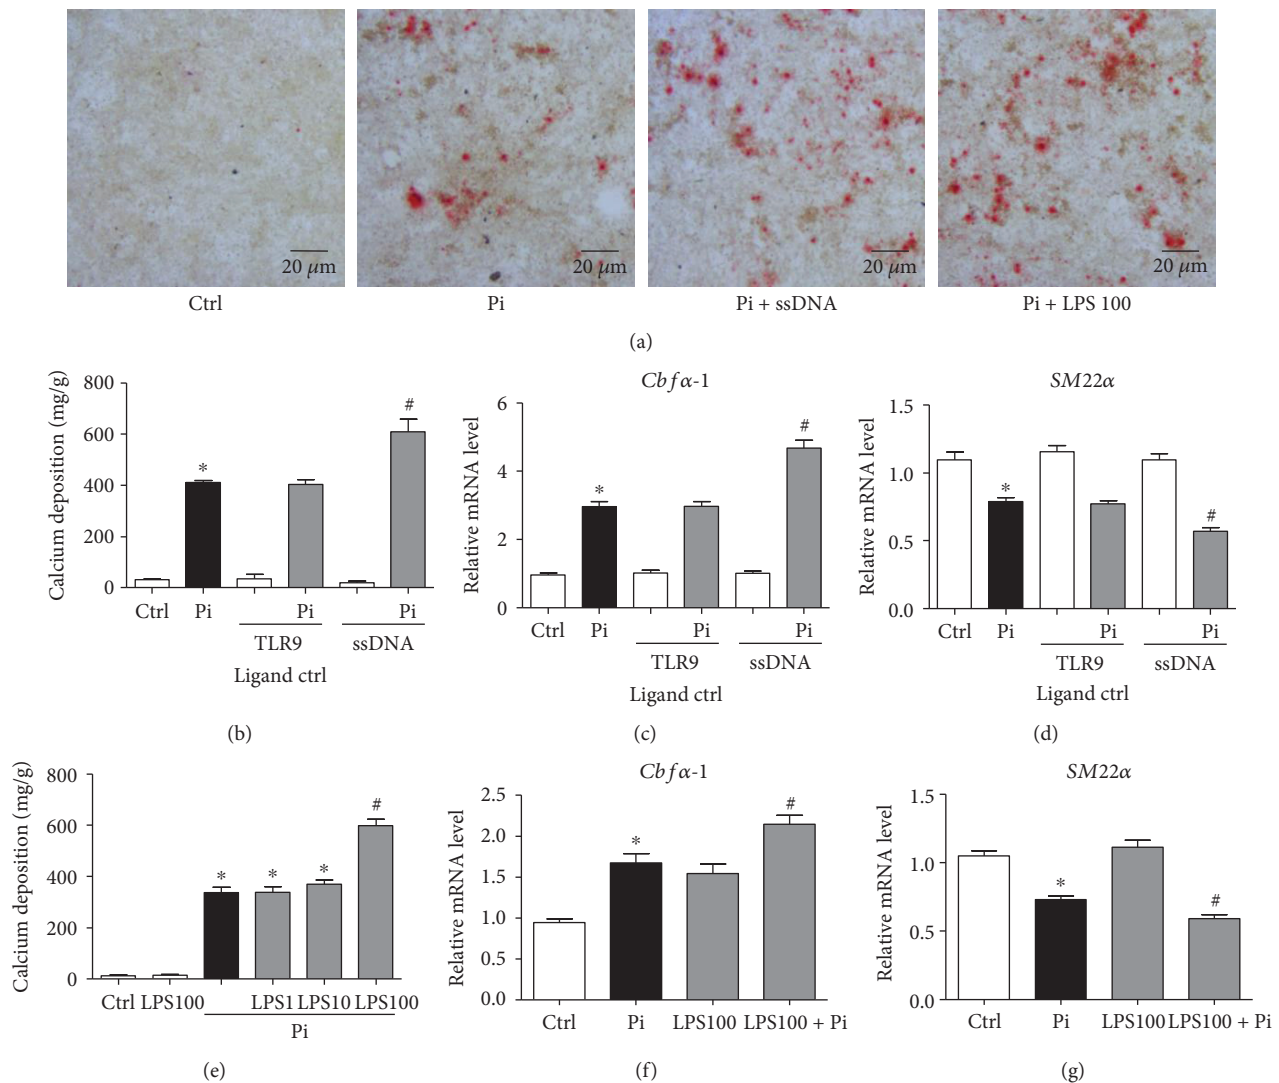 20 μm
20 μm
20 μm
20 μm
Ctrl
Pi
Pi + ssDNA
Pi + LPS 100
(a)
Calcium deposition (mg/g)
800
600
400
200
0
*
#
Ctrl
Pi
Pi
Pi
TLR9
ssDNA
Ligand ctrl
(b)
Cbfα-1
Relative mRNA level
6
4
2
0
*
#
Ctrl
Pi
Pi
Pi
TLR9
ssDNA
Ligand ctrl
(c)
SM22α
Relative mRNA level
1.5
1.0
0.5
0.0
*
#
Ctrl
Pi
Pi
Pi
TLR9
ssDNA
Ligand ctrl
(d)
Calcium deposition (mg/g)
800
600
400
200
0
*
*
*
#
Ctrl
LPS100
LPS1
LPS10
LPS100
Pi
(e)
Cbfα-1
Relative mRNA level
2.5
2.0
1.5
1.0
0.5
0.0
*
#
Ctrl
Pi
LPS100
LPS100 + Pi
(f)
SM22α
Relative mRNA level
1.5
1.0
0.5
0.0
*
#
Ctrl
Pi
LPS100
LPS100 + Pi
(g)